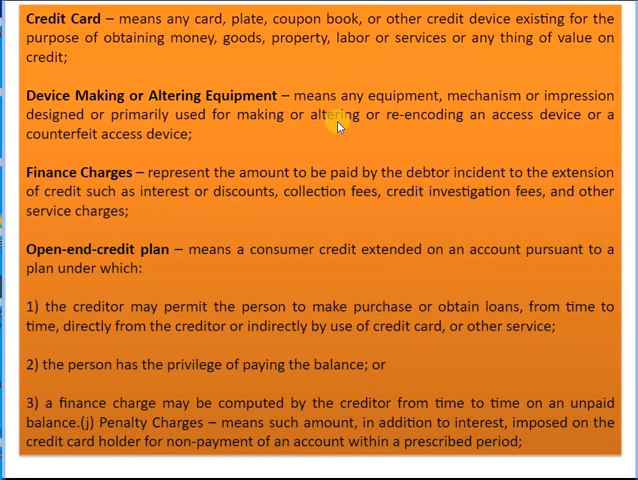 Credit Card – means any card, plate, coupon book, or other credit device existing for the
purpose of obtaining money, goods, property, labor or services or any thing of value on
credit;
Device Making or Altering Equipment – means any equipment, mechanism or impression
designed or primarily used for making or altering or re-encoding an access device or a
counterfeit access device;
Finance Charges – represent the amount to be paid by the debtor incident to the extension
of credit such as interest or discounts, collection fees, credit investigation fees, and other
service charges;
Open-end-credit plan – means a consumer credit extended on an account pursuant to a
plan under which:
1) the creditor may permit the person to make purchase or obtain loans, from time to
time, directly from the creditor or indirectly by use of credit card, or other service;
2) the person has the privilege of paying the balance; or
3) a finance charge may be computed by the creditor from time to time on an unpaid
balance.(j) Penalty Charges – means such amount, in addition to interest, imposed on the
credit card holder for non-payment of an account within a prescribed period;